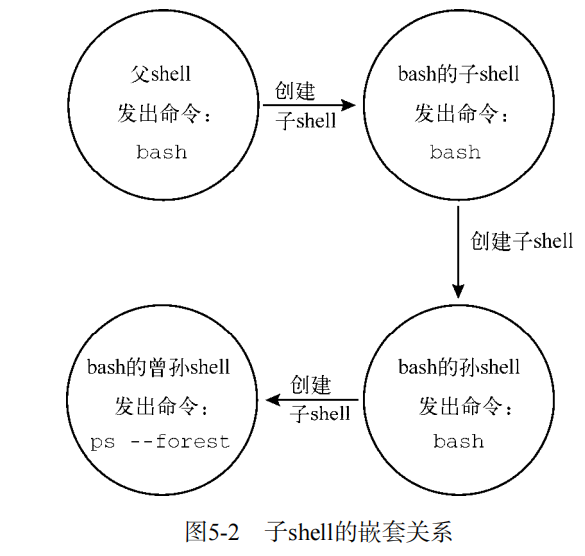 父shell
发出命令：
bash
创建
子shell
bash的子shell
发出命令：
bash
创建子shell
bash的孙shell
发出命令：
bash
创建
子shell
bash的曾孙shell
发出命令：
ps --forest
图5-2 子shell的嵌套关系